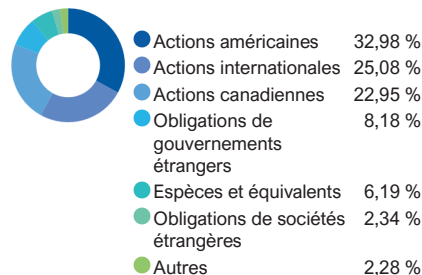 Actions américaines 32,98 %
Actions internationales 25,08 %
Actions canadiennes 22,95 %
Obligations de 8,18 %
gouvernements
étrangers
Espèces et équivalents 6,19 %
Obligations de sociétés 2,34 %
étrangères
Autres 2,28 %